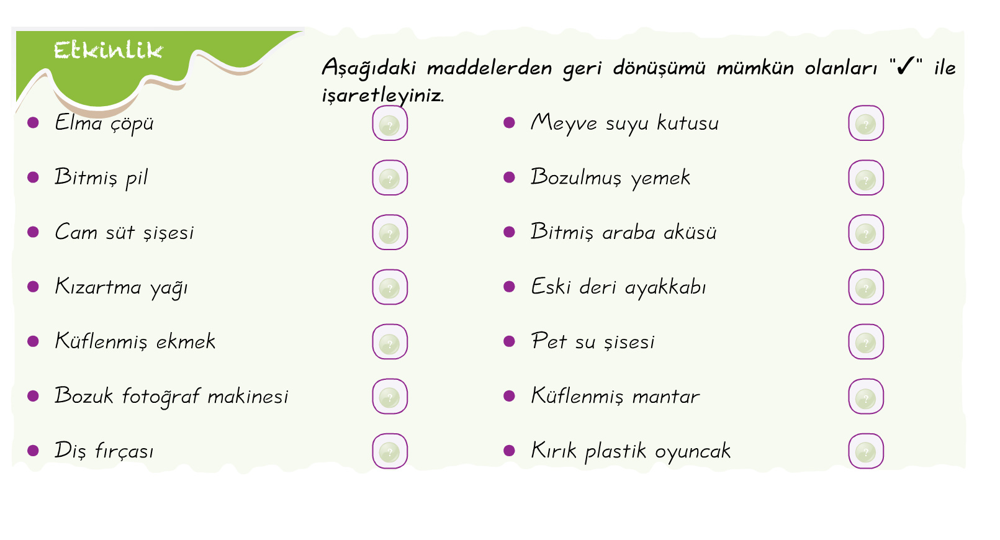 Etkinlik
Aşağıdaki maddelerden geri dönüşümü mümkün olanları "✓" ile
işaretleyiniz.
● Elma çöpü ?
● Bitmiş pil ?
● Cam süt şişesi ?
● Kızartma yağı ?
● Küflenmiş ekmek ?
● Bozuk fotoğraf makinesi ?
● Diş fırçası ?
● Meyve suyu kutusu ?
● Bozulmuş yemek ?
● Bitmiş araba aküsü ?
● Eski deri ayakkabı ?
● Pet su şisesi ?
● Küflenmiş mantar ?
● Kırık plastik oyuncak ?